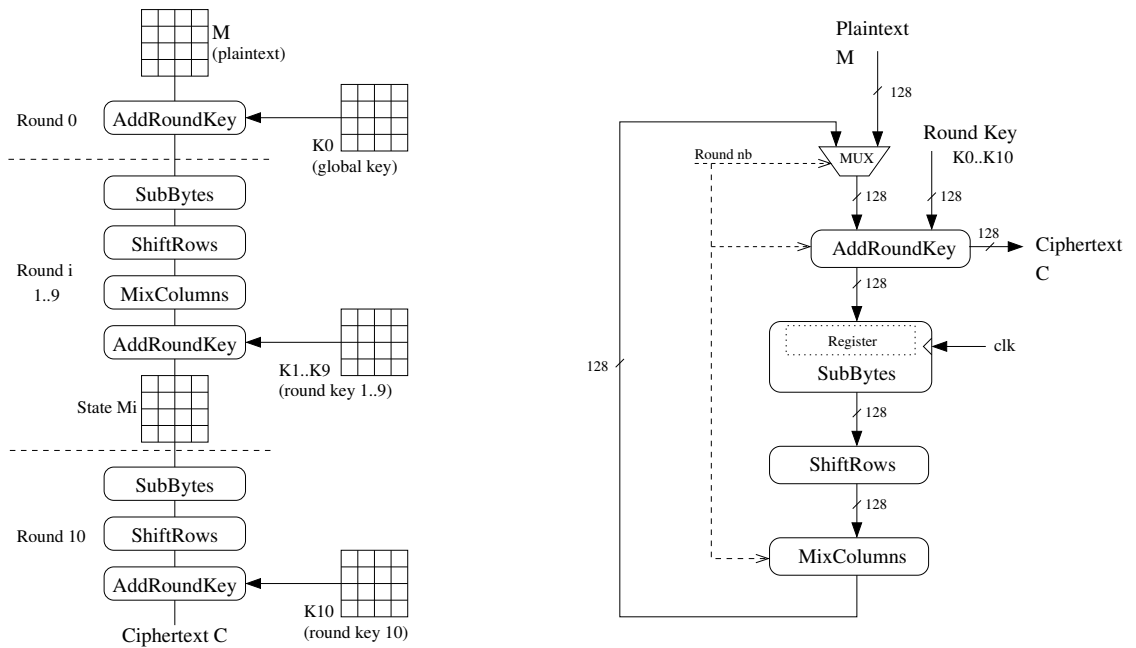 M
(plaintext)
Round 0
AddRoundKey
K0
(global key)
SubBytes
ShiftRows
Round i
1..9
MixColumns
AddRoundKey
K1..K9
(round key 1..9)
State Mi
SubBytes
Round 10
ShiftRows
AddRoundKey
K10
(round key 10)
Ciphertext C
Plaintext
M
128
Round Key
K0..K10
Round nb
MUX
128
128
AddRoundKey
128
Ciphertext
C
128
Register
clk
SubBytes
128
128
ShiftRows
128
MixColumns